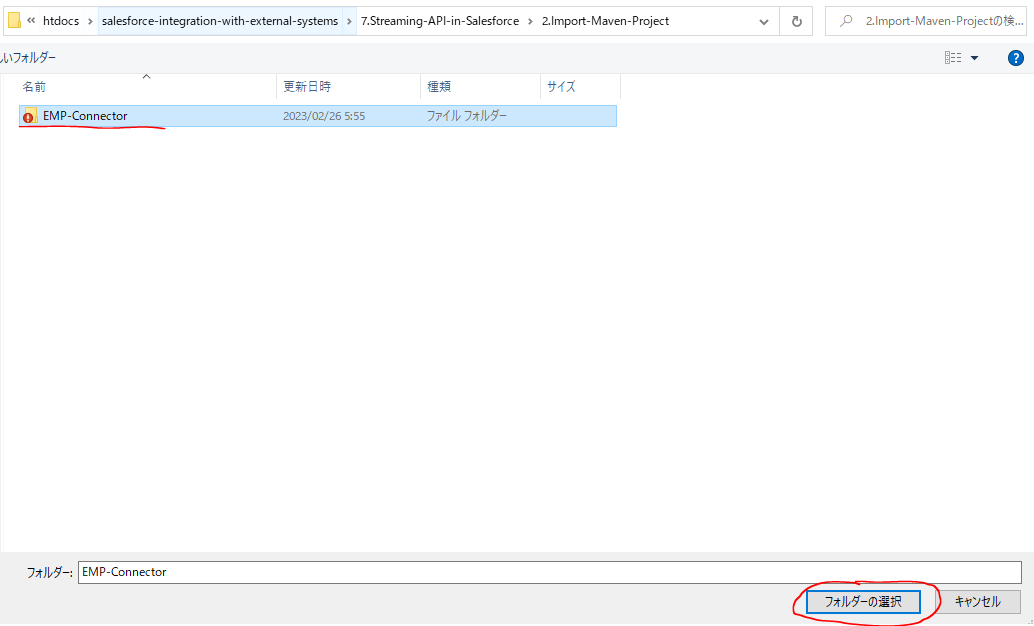 « htdocs › salesforce-integration-with-external-systems › 7.Streaming-API-in-Salesforce › 2.Import-Maven-Project 2.Import-Maven-Projectの検...
いフォルダー ?
名前 更新日時 種類 サイズ
EMP-Connector 2023/02/26 5:55 ファイル フォルダー
フォルダー: EMP-Connector
フォルダーの選択 キャンセル